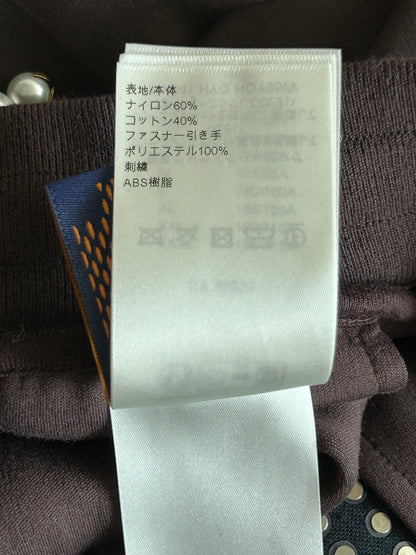 表地/本体
ナイロン60%
コットン40%
ファスナー引き手
ポリエステル100%
刺繍
ABS樹脂